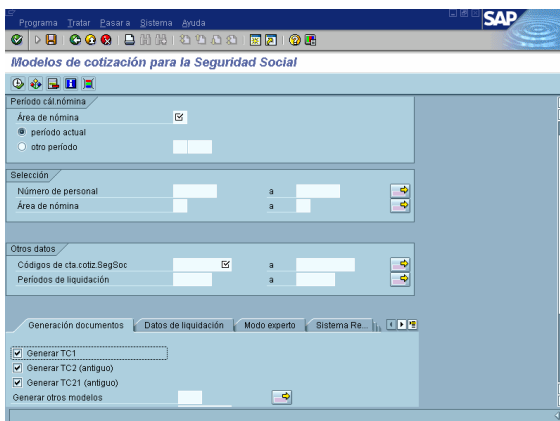 Programa Tratar Pasar a Sistema Ayuda
SAP
Modelos de cotización para la Seguridad Social
Período cál.nómina
Área de nómina
período actual
otro período
Selección
Número de personal a
Área de nómina a
Otros datos
Códigos de cta.cotiz.SegSoc a
Períodos de liquidación a
Generación documentos Datos de liquidación Modo experto Sistema Re...
Generar TC1
Generar TC2 (antiguo)
Generar TC21 (antiguo)
Generar otros modelos